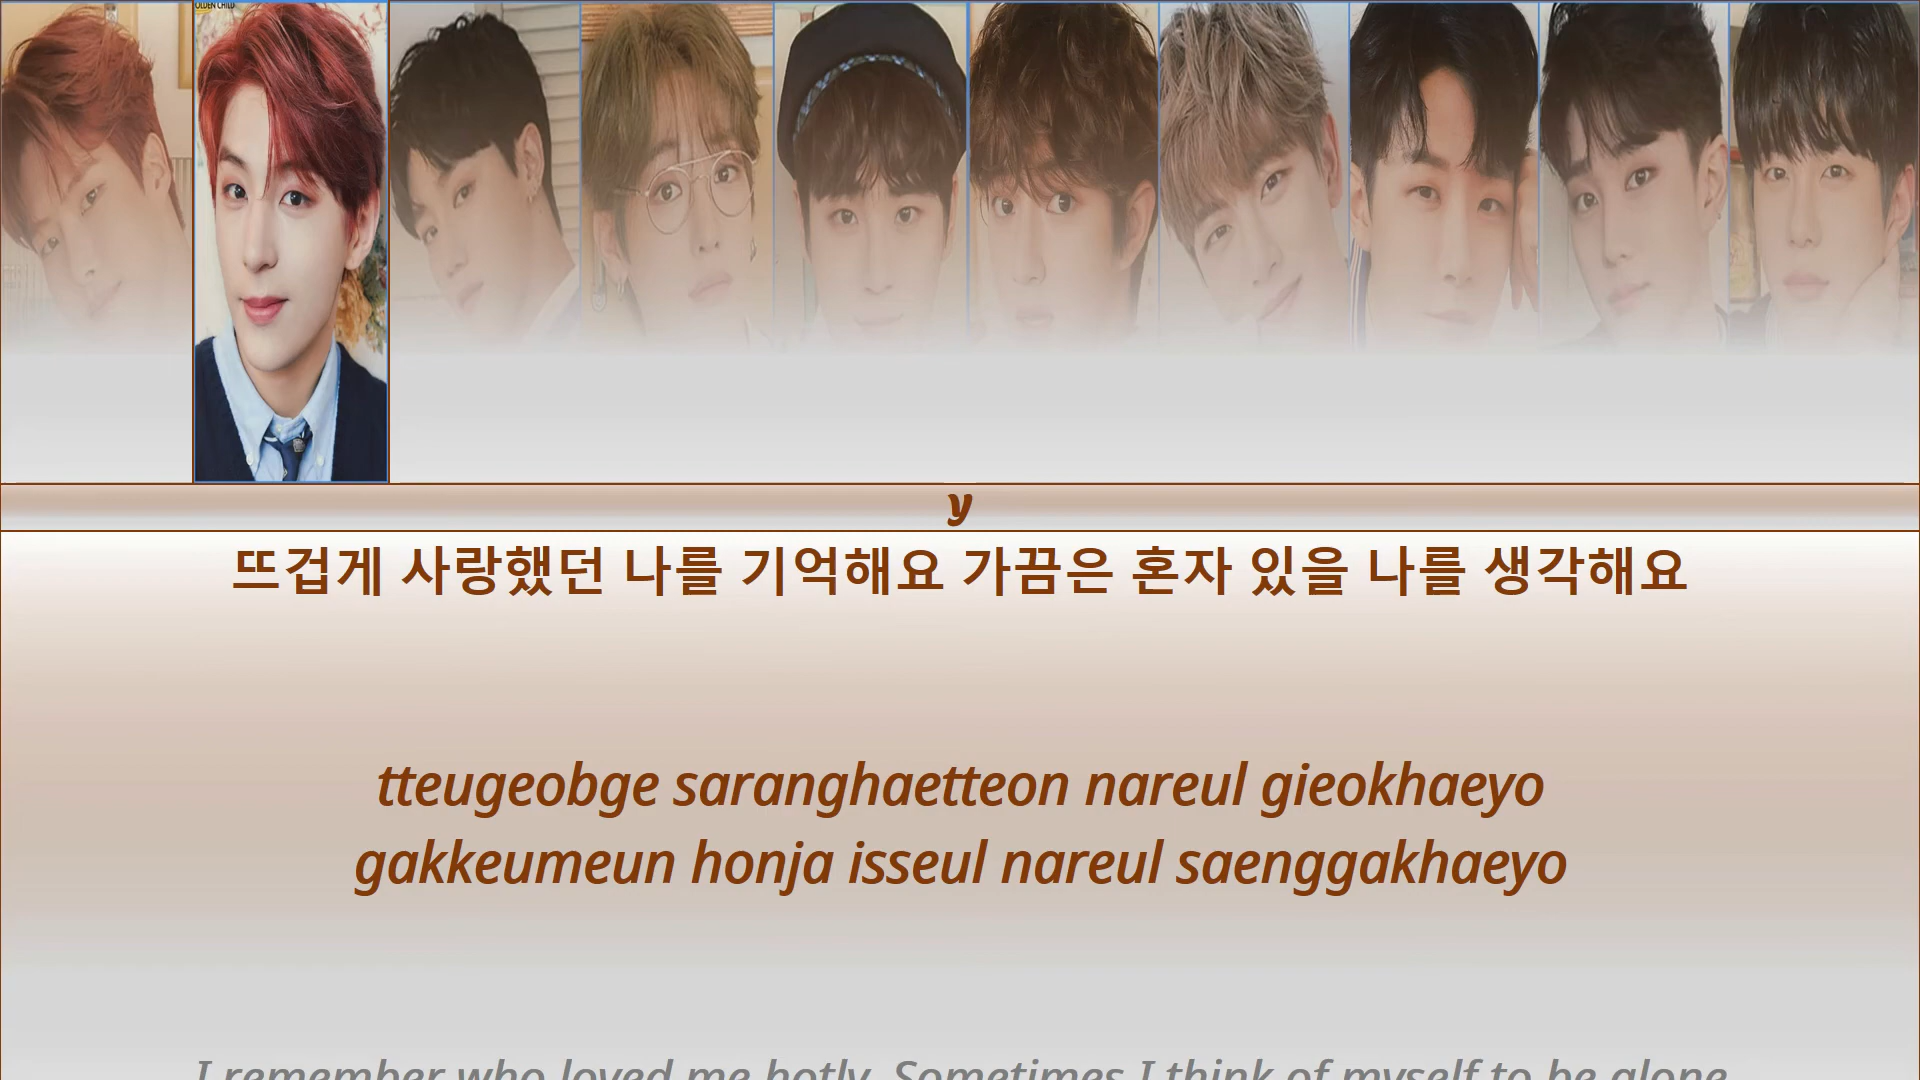 OLDEN CHILD
y
뜨겁게 사랑했던 나를 기억해요 가끔은 혼자 있을 나를 생각해요
tteugeobge saranghaetteon nareul gieokhaeyo
gakkeumeun honja isseul nareul saenggakhaeyo
I remember who loved me hotly. Sometimes I think of myself to be alone